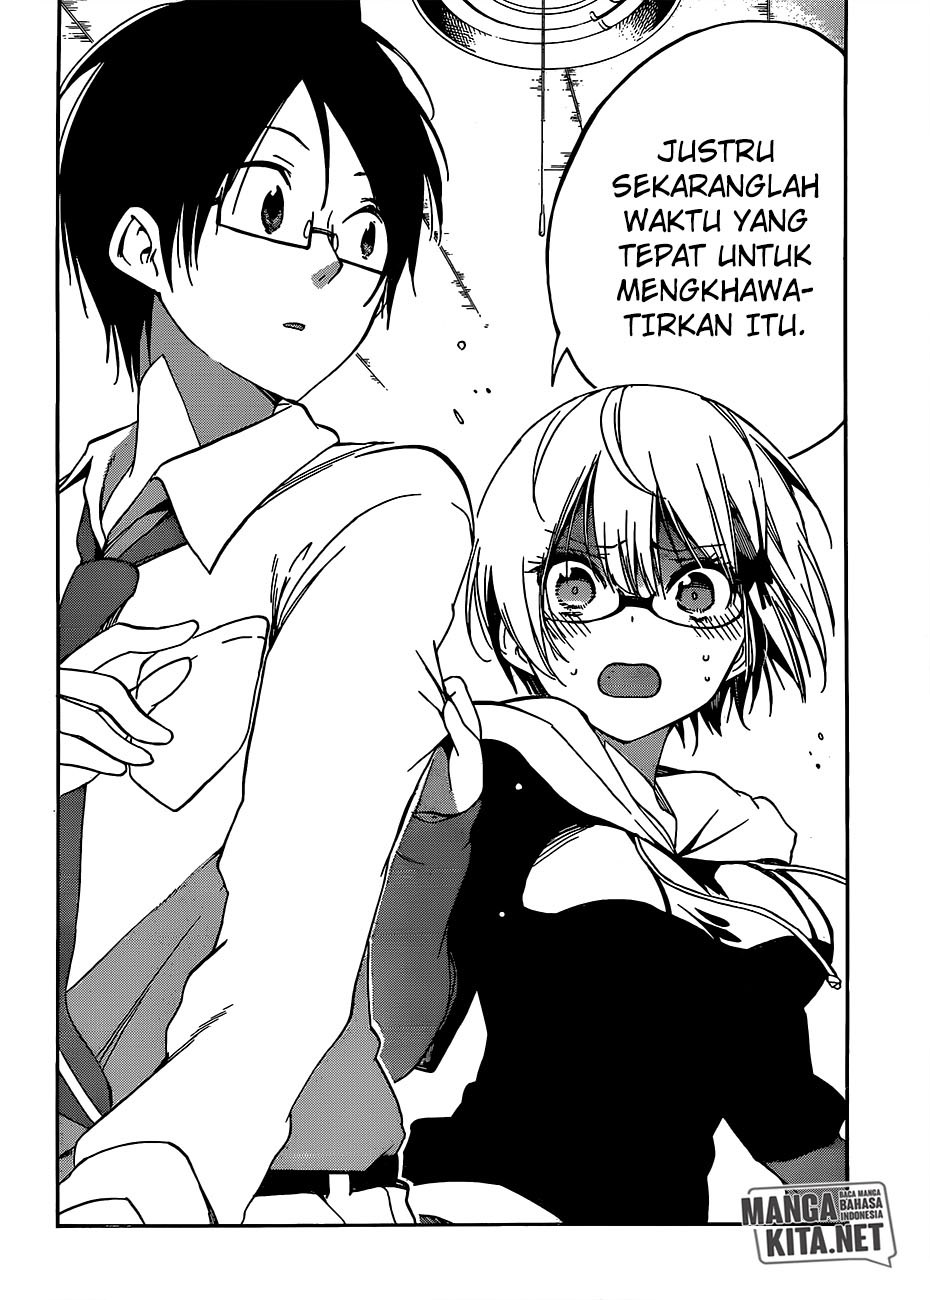 JUSTRU
SEKARANGLAH
WAKTU YANG
TEPAT UNTUK
MENGKHAWA-
TIRKAN ITU.
MANGA BACA MANGA
BAHASA
INDONESIA
KITA.NET